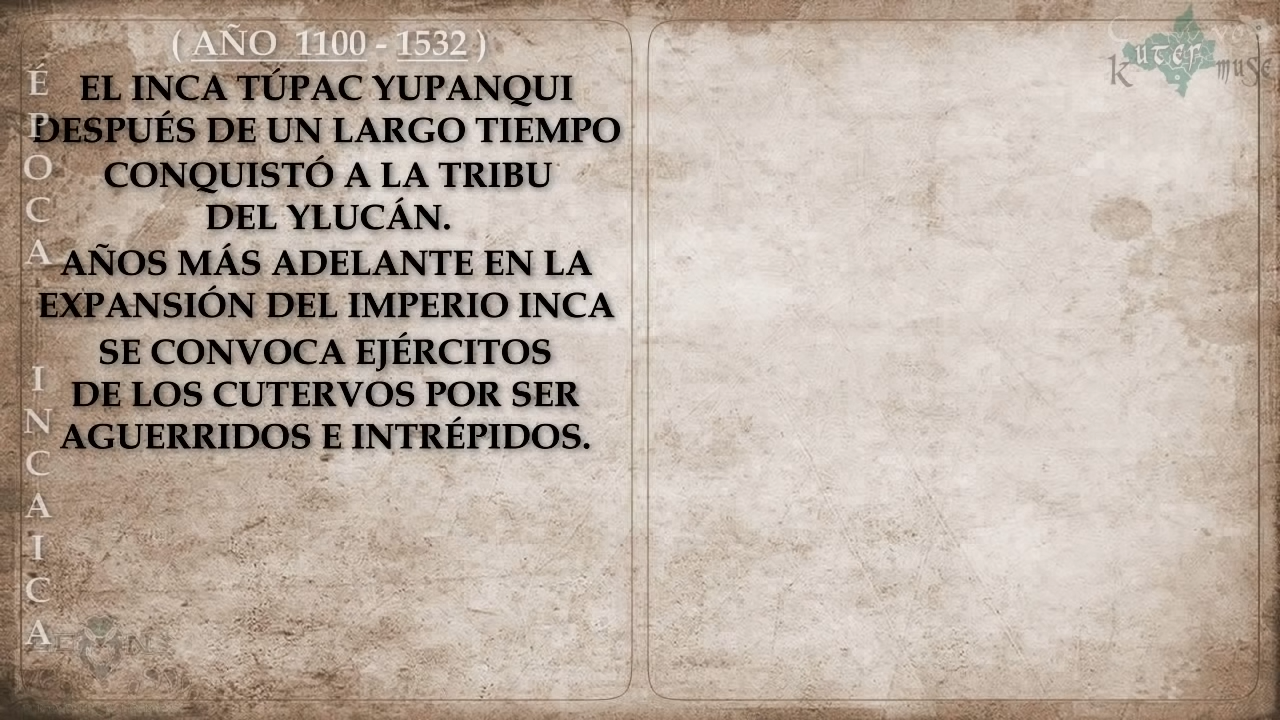 ( AÑO 1100 - 1532 )
ÉPOCA INCAICA
EL INCA TÚPAC YUPANQUI
DESPUÉS DE UN LARGO TIEMPO
CONQUISTÓ A LA TRIBU
DEL YLUCÁN.
AÑOS MÁS ADELANTE EN LA
EXPANSIÓN DEL IMPERIO INCA
SE CONVOCA EJÉRCITOS
DE LOS CUTERVOS POR SER
AGUERRIDOS E INTRÉPIDOS.
Kuter
muse